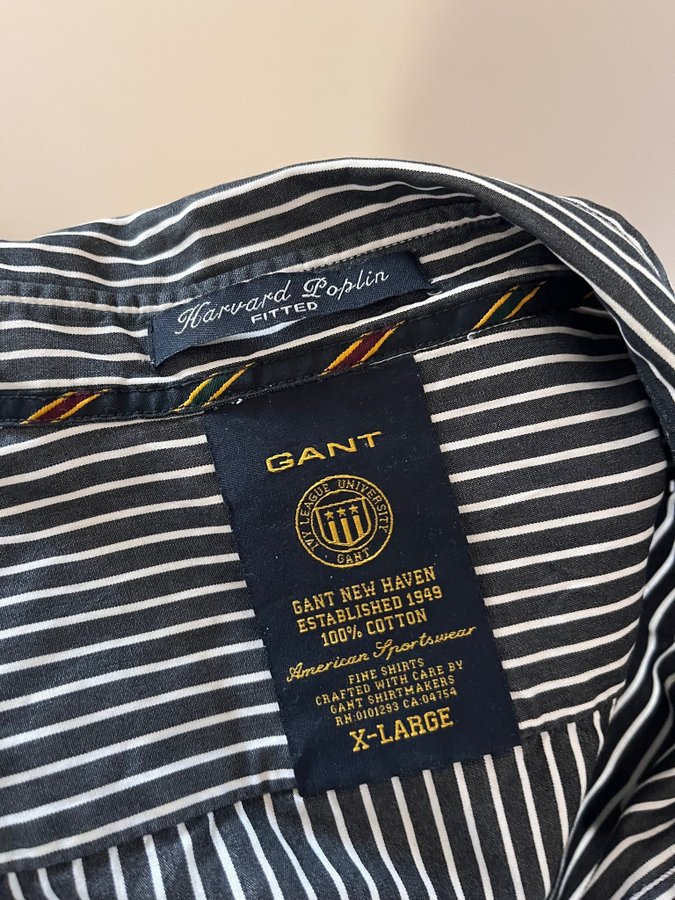 Harvard Poplin
FITTED
GANT
IVY LEAGUE UNIVERSITY
GANT
GANT NEW HAVEN
ESTABLISHED 1949
100% COTTON
American Sportswear
FINE SHIRTS
CRAFTED WITH CARE BY
GANT SHIRTMAKERS
RN:0101293 CA:04754
X-LARGE